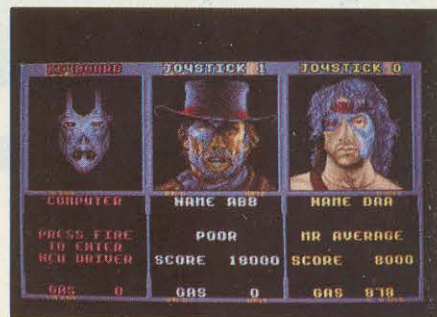 KEYBOARD
COMPUTER
PRESS FIRE
TO ENTER
NEW DRIVER
GAS 0
JOYSTICK 1
NAME ABB
POOR
SCORE 18000
GAS 0
JOYSTICK 0
NAME DAA
MR AVERAGE
SCORE 8000
GAS 878